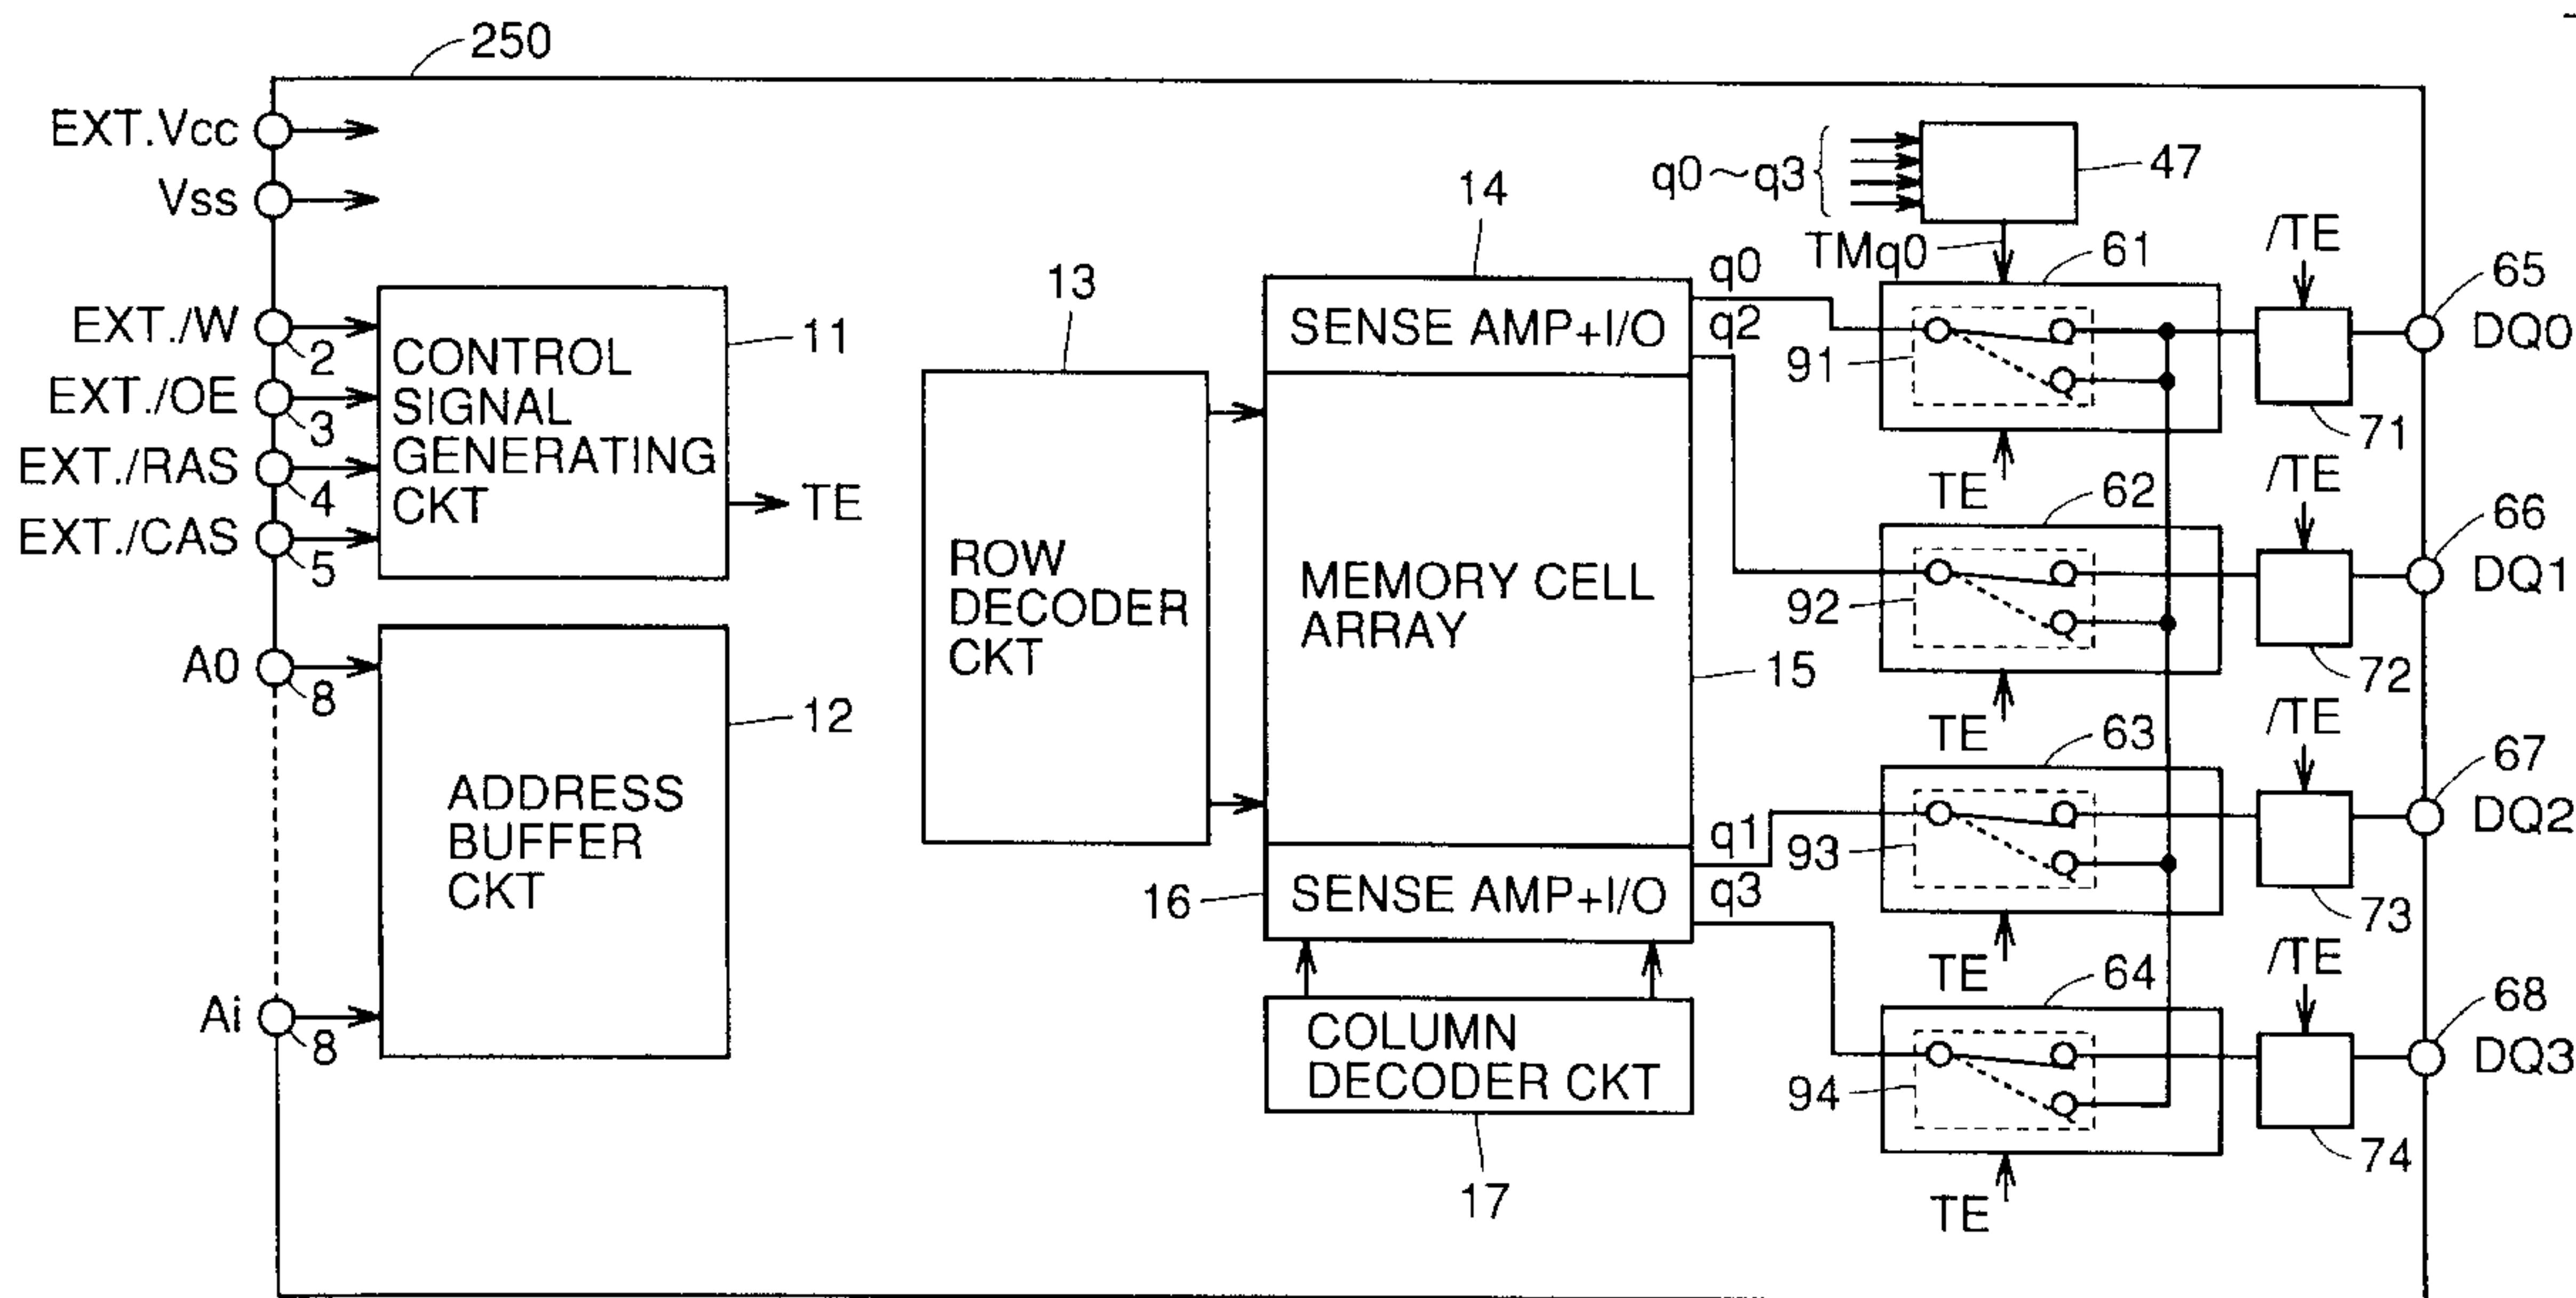 250
EXT.Vcc
Vss
EXT./W
2
EXT./OE
3
EXT./RAS
4
EXT./CAS
5
A0
8
Ai
8
CONTROL
SIGNAL
GENERATING
CKT
11
TE
ADDRESS
BUFFER
CKT
12
13
ROW
DECODER
CKT
14
SENSE AMP+I/O
MEMORY CELL
ARRAY
15
16
SENSE AMP+I/O
COLUMN
DECODER CKT
17
q0
q2
q1
q3
q0~q3
47
TMq0
61
91
TE
62
92
TE
63
93
TE
64
94
TE
/TE
71
/TE
72
/TE
73
/TE
74
65
DQ0
66
DQ1
67
DQ2
68
DQ3